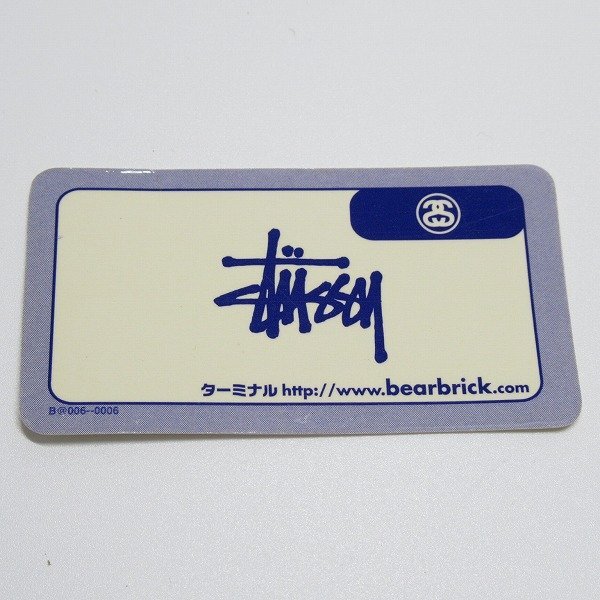 Stüssy
ターミナル http://www.bearbrick.com
B@006--0006